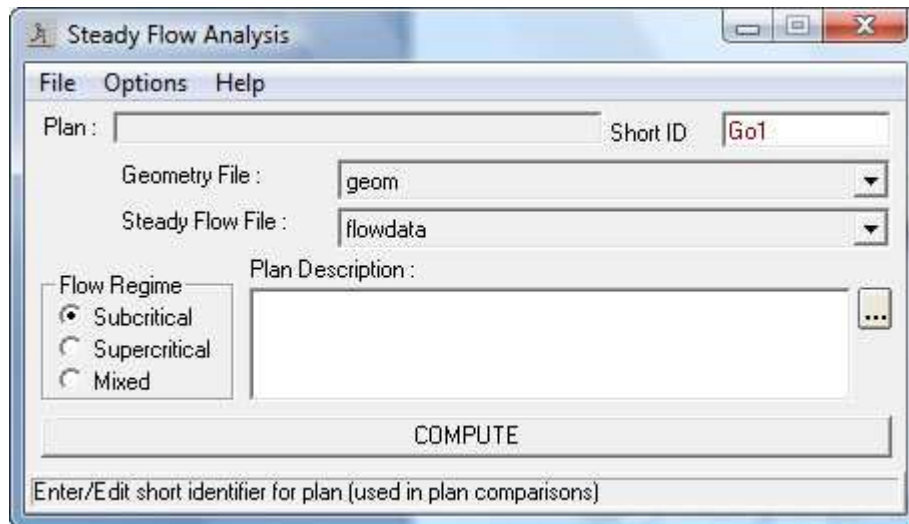 Steady Flow Analysis
File Options Help
Plan : Short ID Go1
Geometry File : geom
Steady Flow File : flowdata
Plan Description :
Flow Regime
Subcritical
Supercritical
Mixed
...
COMPUTE
Enter/Edit short identifier for plan (used in plan comparisons)